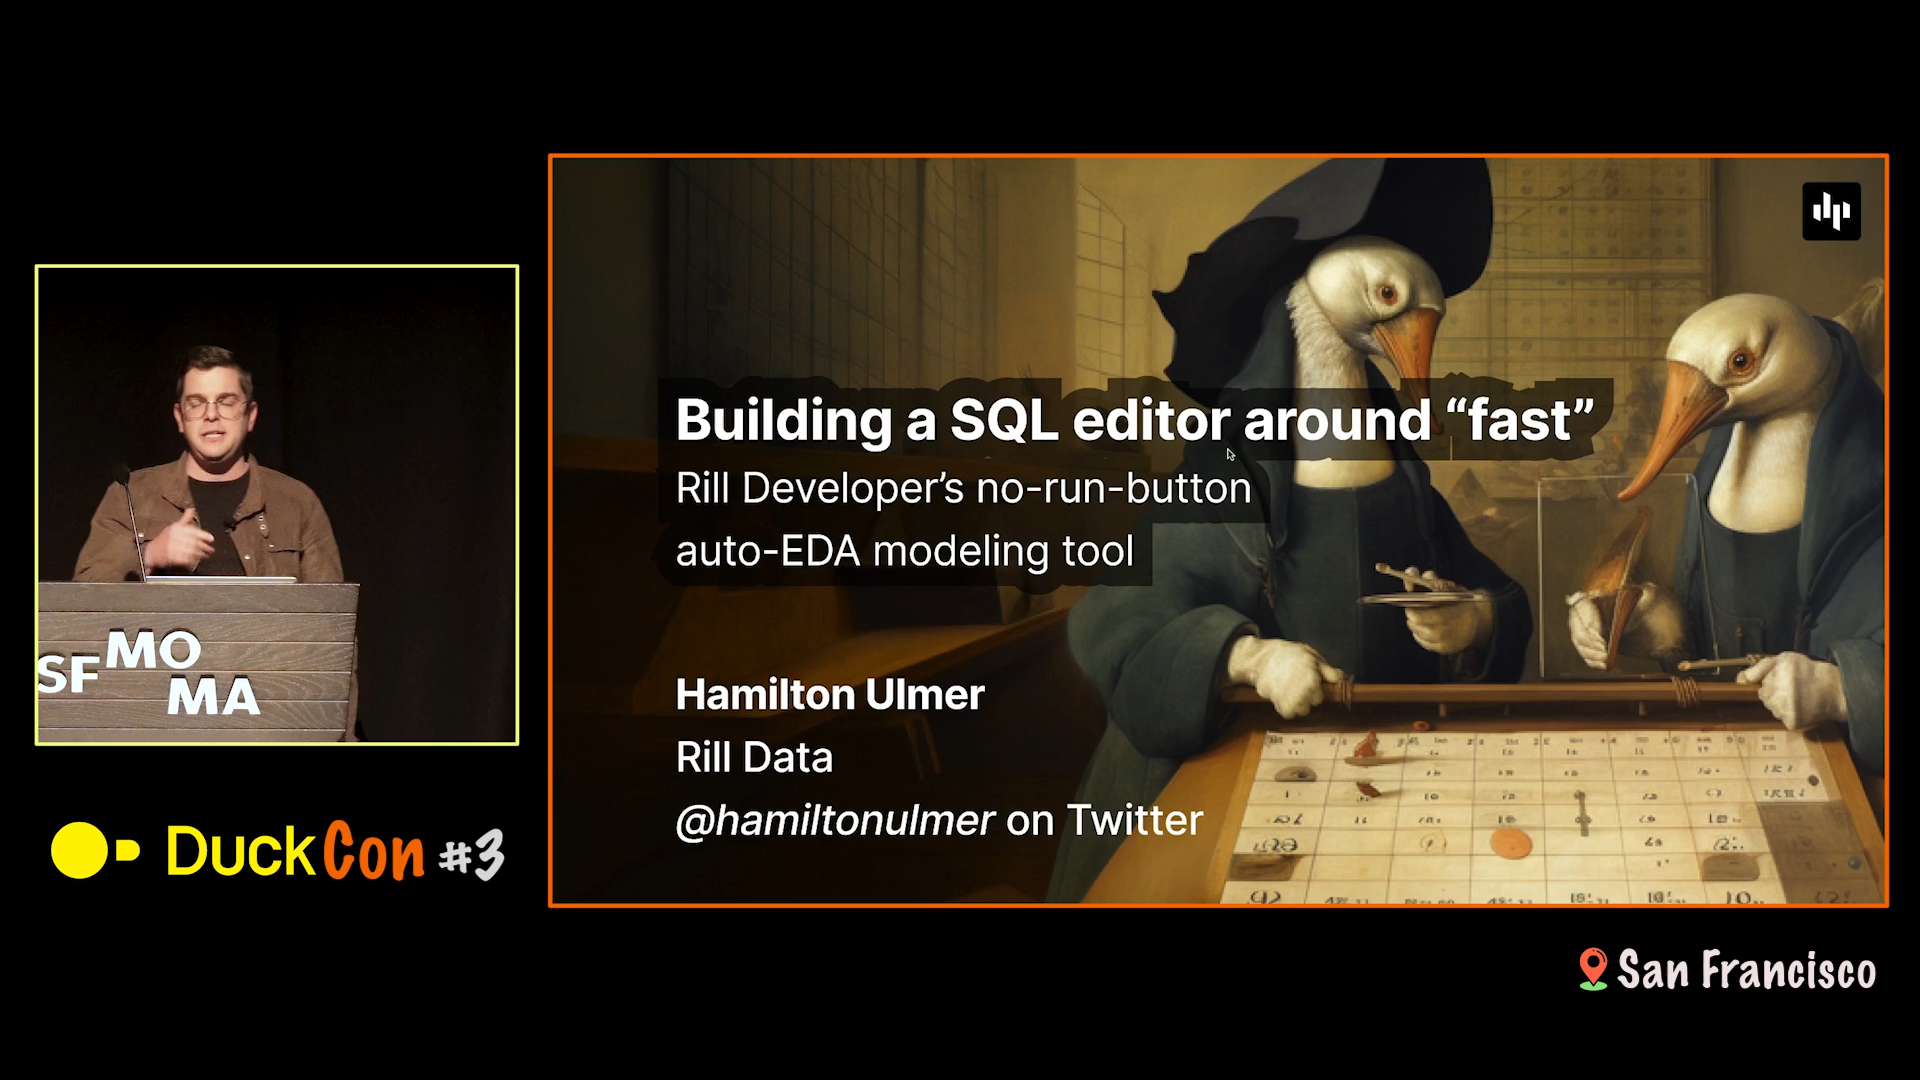 Building a SQL editor around “fast”
Rill Developer’s no-run-button
auto-EDA modeling tool
Hamilton Ulmer
Rill Data
@hamiltonulmer on Twitter
SF MO
MA
DuckCon #3
San Francisco